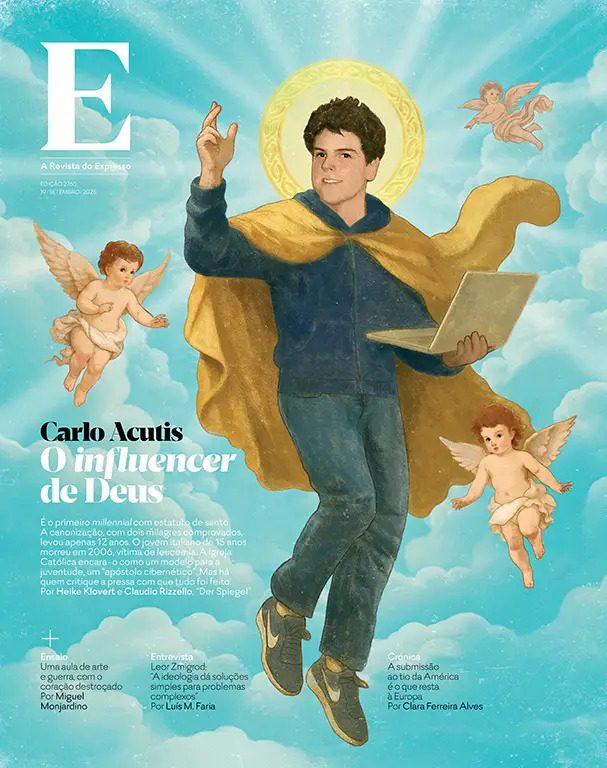 E
A Revista do Expresso
EDIÇÃO 2760
19/SETEMBRO/2025
Carlo Acutis
O influencer
de Deus
É o primeiro millennial com estatuto de santo.
A canonização, com dois milagres comprovados,
levou apenas 12 anos. O jovem italiano de 15 anos
morreu em 2006, vítima de leucemia. A Igreja
Católica encara-o como um modelo para a
juventude, um “apóstolo cibernético”. Mas há
quem critique a pressa com que tudo foi feito.
Por Heike Klovert e Claudio Rizzello, “Der Spiegel”
+
Ensaio
Uma aula de arte
e guerra, com o
coração destroçado
Por Miguel
Monjardino
Entrevista
Leor Zmigrod:
“A ideologia dá soluções
simples para problemas
complexos”
Por Luís M. Faria
Crónica
A submissão
ao tio da América
é o que resta
à Europa
Por Clara Ferreira Alves